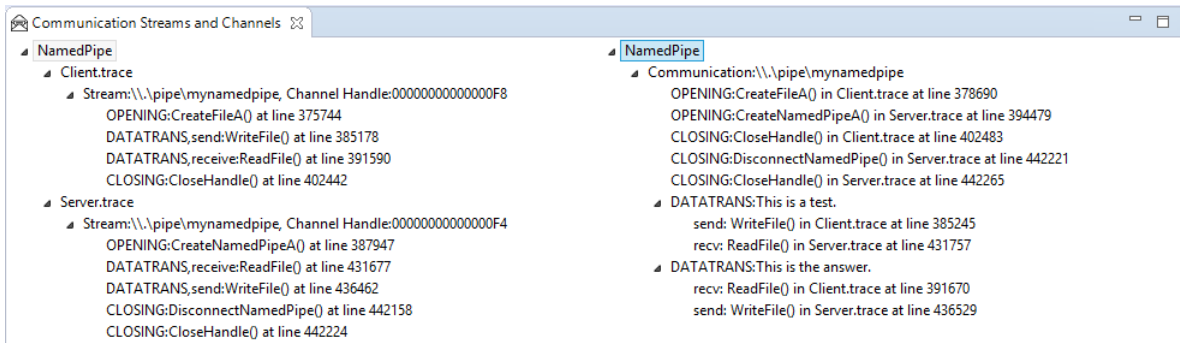 Communication Streams and Channels
NamedPipe
Client.trace
Stream:\\.\pipe\mynamedpipe, Channel Handle:00000000000000F8
OPENING:CreateFileA() at line 375744
DATATRANS,send:WriteFile() at line 385178
DATATRANS,receive:ReadFile() at line 391590
CLOSING:CloseHandle() at line 402442
Server.trace
Stream:\\.\pipe\mynamedpipe, Channel Handle:00000000000000F4
OPENING:CreateNamedPipeA() at line 387947
DATATRANS,receive:ReadFile() at line 431677
DATATRANS,send:WriteFile() at line 436462
CLOSING:DisconnectNamedPipe() at line 442158
CLOSING:CloseHandle() at line 442224
NamedPipe
Communication:\\.\pipe\mynamedpipe
OPENING:CreateFileA() in Client.trace at line 378690
OPENING:CreateNamedPipeA() in Server.trace at line 394479
CLOSING:CloseHandle() in Client.trace at line 402483
CLOSING:DisconnectNamedPipe() in Server.trace at line 442221
CLOSING:CloseHandle() in Server.trace at line 442265
DATATRANS:This is a test.
send: WriteFile() in Client.trace at line 385245
recv: ReadFile() in Server.trace at line 431757
DATATRANS:This is the answer.
recv: ReadFile() in Client.trace at line 391670
send: WriteFile() in Server.trace at line 436529